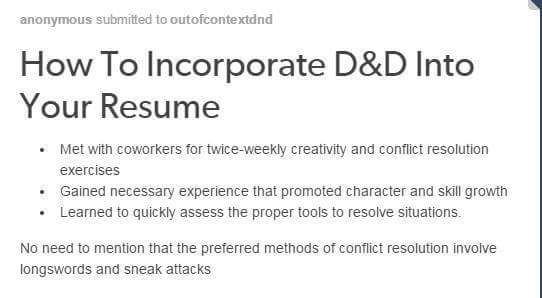 anonymous submitted to outofcontextdnd
How To Incorporate D&D Into
Your Resume
• Met with coworkers for twice-weekly creativity and conflict resolution
exercises
• Gained necessary experience that promoted character and skill growth
• Learned to quickly assess the proper tools to resolve situations.
No need to mention that the preferred methods of conflict resolution involve
longswords and sneak attacks